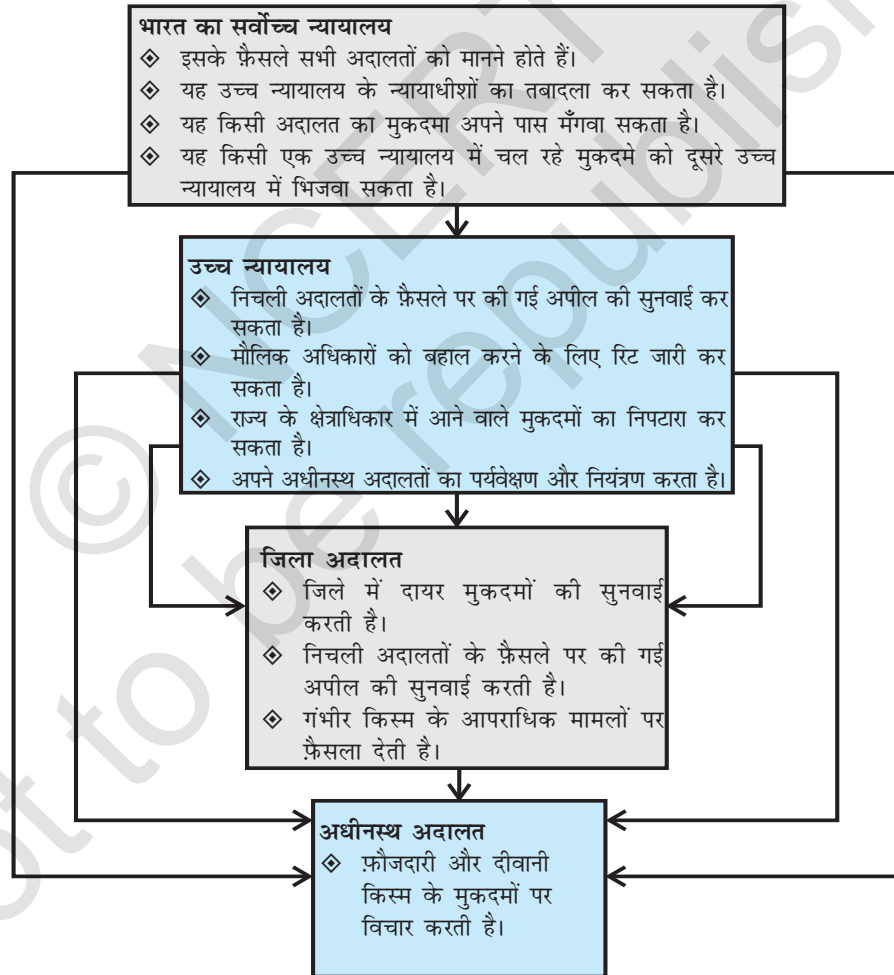 भारत का सर्वोच्च न्यायालय
◈ इसके फ़ैसले सभी अदालतों को मानने होते हैं।
◈ यह उच्च न्यायालय के न्यायाधीशों का तबादला कर सकता है।
◈ यह किसी अदालत का मुकदमा अपने पास मँगवा सकता है।
◈ यह किसी एक उच्च न्यायालय में चल रहे मुकदमे को दूसरे उच्च
न्यायालय में भिजवा सकता है।
उच्च न्यायालय
◈ निचली अदालतों के फ़ैसले पर की गई अपील की सुनवाई कर
सकता है।
◈ मौलिक अधिकारों को बहाल करने के लिए रिट जारी कर
सकता है।
◈ राज्य के क्षेत्राधिकार में आने वाले मुकदमों का निपटारा कर
सकता है।
◈ अपने अधीनस्थ अदालतों का पर्यवेक्षण और नियंत्रण करता है।
जिला अदालत
◈ जिले में दायर मुकदमों की सुनवाई
करती है।
◈ निचली अदालतों के फ़ैसले पर की गई
अपील की सुनवाई करती है।
◈ गंभीर किस्म के आपराधिक मामलों पर
फ़ैसला देती है।
अधीनस्थ अदालत
◈ फ़ौजदारी और दीवानी
किस्म के मुकदमों पर
विचार करती है।
© NCERT
not to be republish